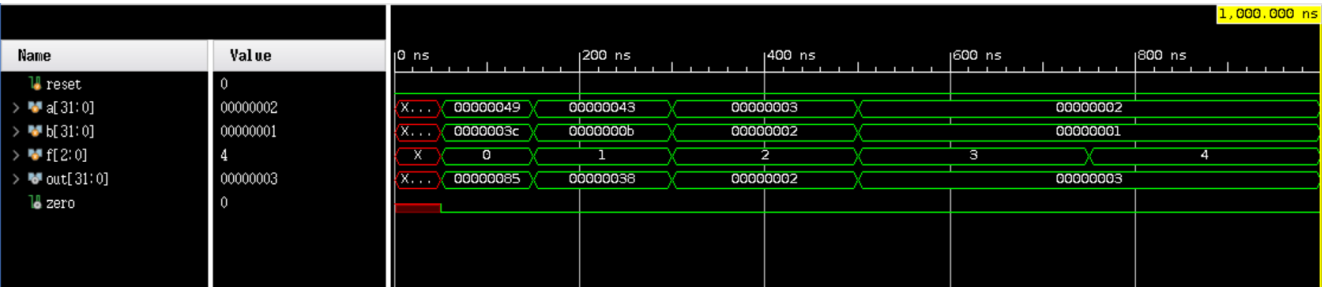 1,000.000 ns
Name Value 0 ns 200 ns 400 ns 600 ns 800 ns
reset 0
a[31:0] 00000002 X... 00000049 00000043 00000003 00000002
b[31:0] 00000001 X... 0000003c 0000000b 00000002 00000001
f[2:0] 4 X 0 1 2 3 4
out[31:0] 00000003 X... 00000085 00000038 00000002 00000003
zero 0